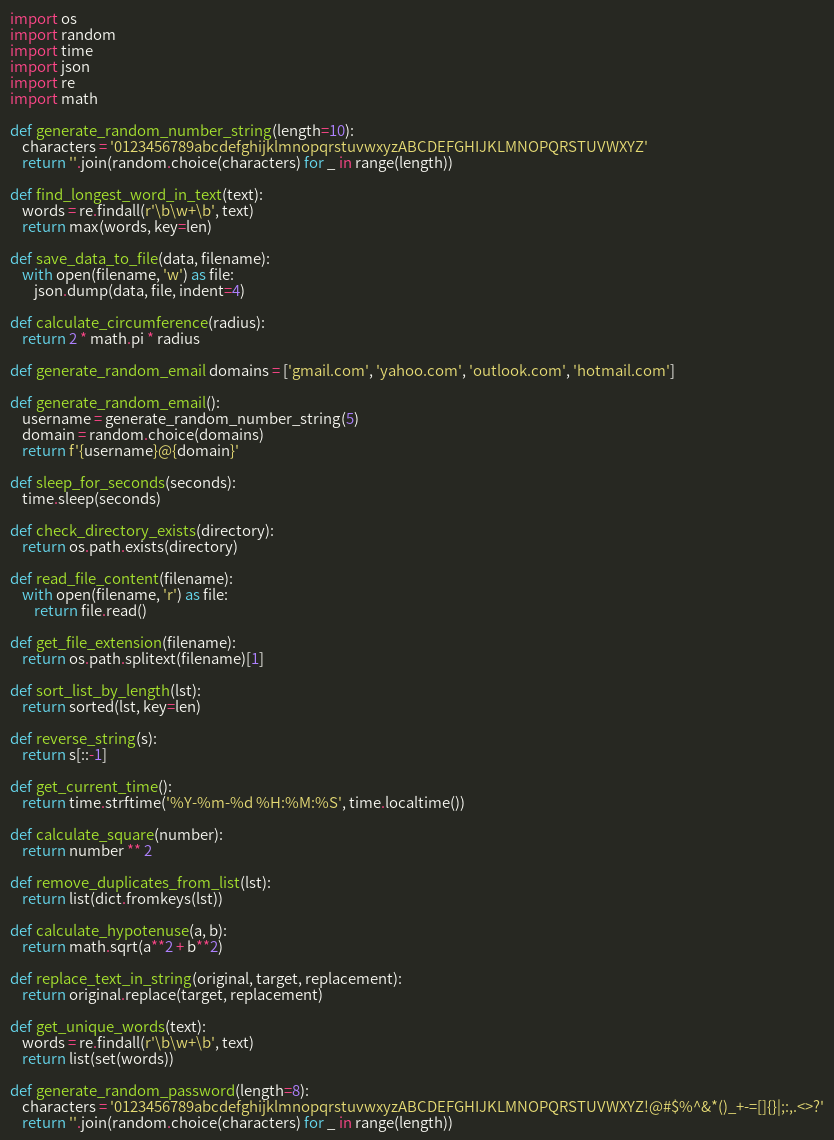 import os
import random
import time
import json
import re
import math

def generate_random_number_string(length=10):
    characters = '0123456789abcdefghijklmnopqrstuvwxyzABCDEFGHIJKLMNOPQRSTUVWXYZ'
    return ''.join(random.choice(characters) for _ in range(length))

def find_longest_word_in_text(text):
    words = re.findall(r'\b\w+\b', text)
    return max(words, key=len)

def save_data_to_file(data, filename):
    with open(filename, 'w') as file:
        json.dump(data, file, indent=4)

def calculate_circumference(radius):
    return 2 * math.pi * radius

def generate_random_email domains = ['gmail.com', 'yahoo.com', 'outlook.com', 'hotmail.com']

def generate_random_email():
    username = generate_random_number_string(5)
    domain = random.choice(domains)
    return f'{username}@{domain}'

def sleep_for_seconds(seconds):
    time.sleep(seconds)

def check_directory_exists(directory):
    return os.path.exists(directory)

def read_file_content(filename):
    with open(filename, 'r') as file:
        return file.read()

def get_file_extension(filename):
    return os.path.splitext(filename)[1]

def sort_list_by_length(lst):
    return sorted(lst, key=len)

def reverse_string(s):
    return s[::-1]

def get_current_time():
    return time.strftime('%Y-%m-%d %H:%M:%S', time.localtime())

def calculate_square(number):
    return number ** 2

def remove_duplicates_from_list(lst):
    return list(dict.fromkeys(lst))

def calculate_hypotenuse(a, b):
    return math.sqrt(a**2 + b**2)

def replace_text_in_string(original, target, replacement):
    return original.replace(target, replacement)

def get_unique_words(text):
    words = re.findall(r'\b\w+\b', text)
    return list(set(words))

def generate_random_password(length=8):
    characters = '0123456789abcdefghijklmnopqrstuvwxyzABCDEFGHIJKLMNOPQRSTUVWXYZ!@#$%^&*()_+-=[]{}|;:,.<>?'
    return ''.join(random.choice(characters) for _ in range(length))